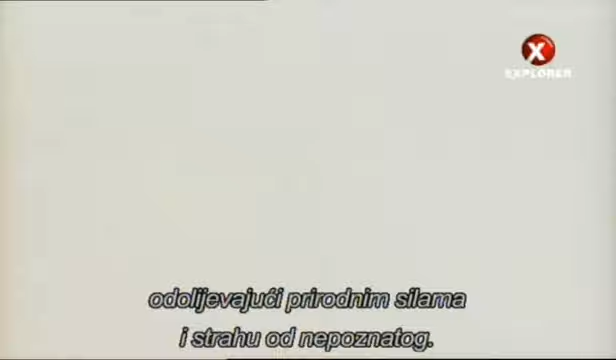 X
EXPLORER
odolijevajući prirodnim silama
i strahu od nepoznatog.